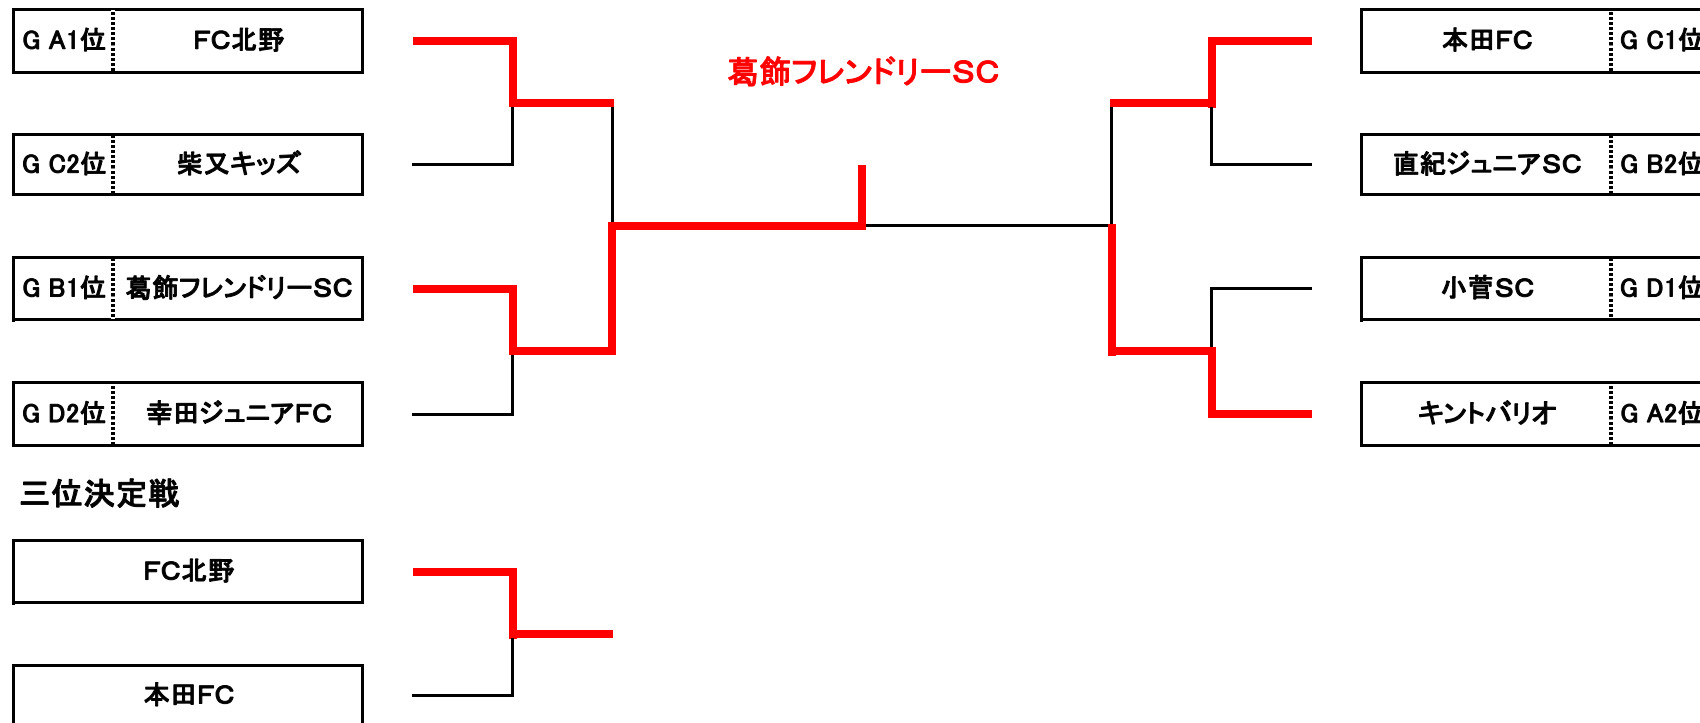 G A1位 FC北野
G C2位 柴又キッズ
G B1位 葛飾フレンドリーSC
G D2位 幸田ジュニアFC
葛飾フレンドリーSC
本田FC G C1位
直紀ジュニアSC G B2位
小菅SC G D1位
キントバリオ G A2位
三位決定戦
FC北野
本田FC